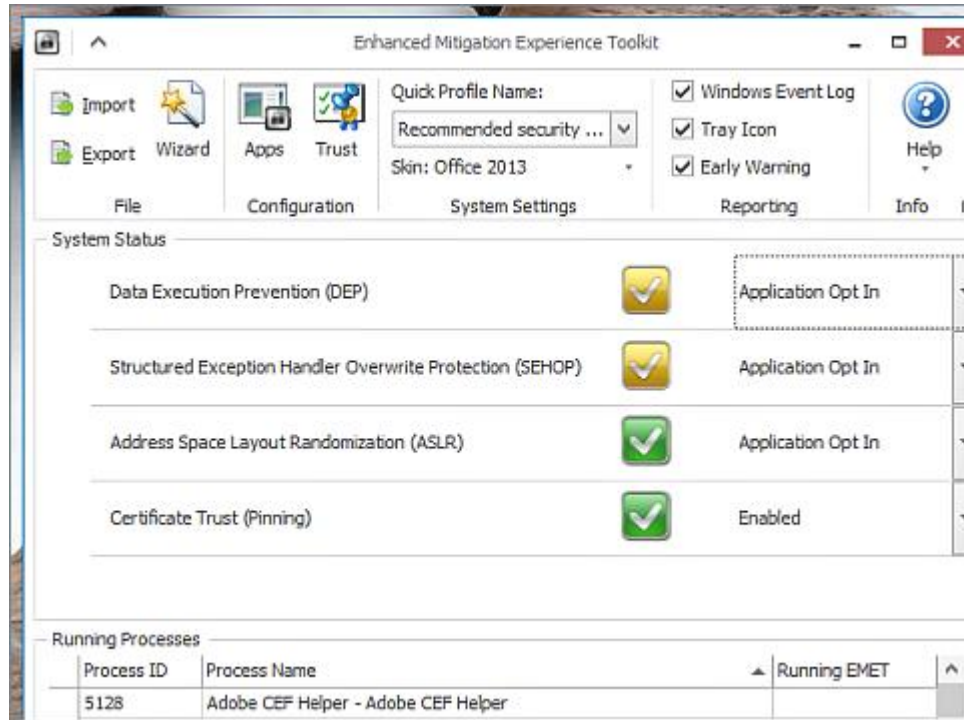 Enhanced Mitigation Experience Toolkit
Import
Export
Wizard
Apps
Trust
Quick Profile Name:
Recommended security ...
Skin: Office 2013
Windows Event Log
Tray Icon
Early Warning
Help
File
Configuration
System Settings
Reporting
Info
System Status
Data Execution Prevention (DEP) Application Opt In
Structured Exception Handler Overwrite Protection (SEHOP) Application Opt In
Address Space Layout Randomization (ASLR) Application Opt In
Certificate Trust (Pinning) Enabled
Running Processes
Process ID Process Name Running EMET
5128 Adobe CEF Helper - Adobe CEF Helper